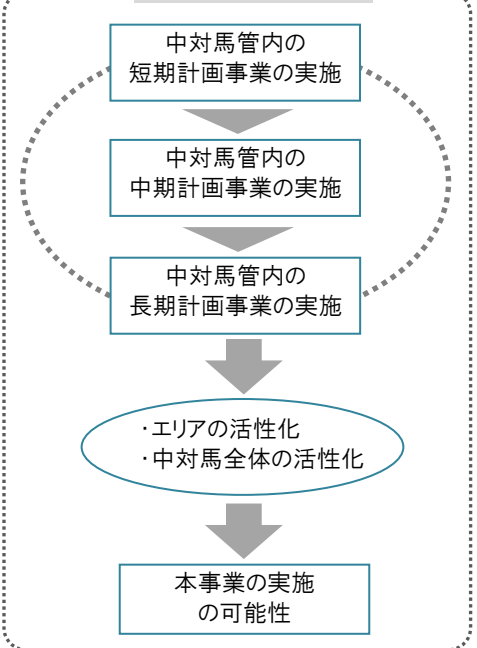 中対馬管内の
短期計画事業の実施
中対馬管内の
中期計画事業の実施
中対馬管内の
長期計画事業の実施
・エリアの活性化
・中対馬全体の活性化
本事業の実施
の可能性